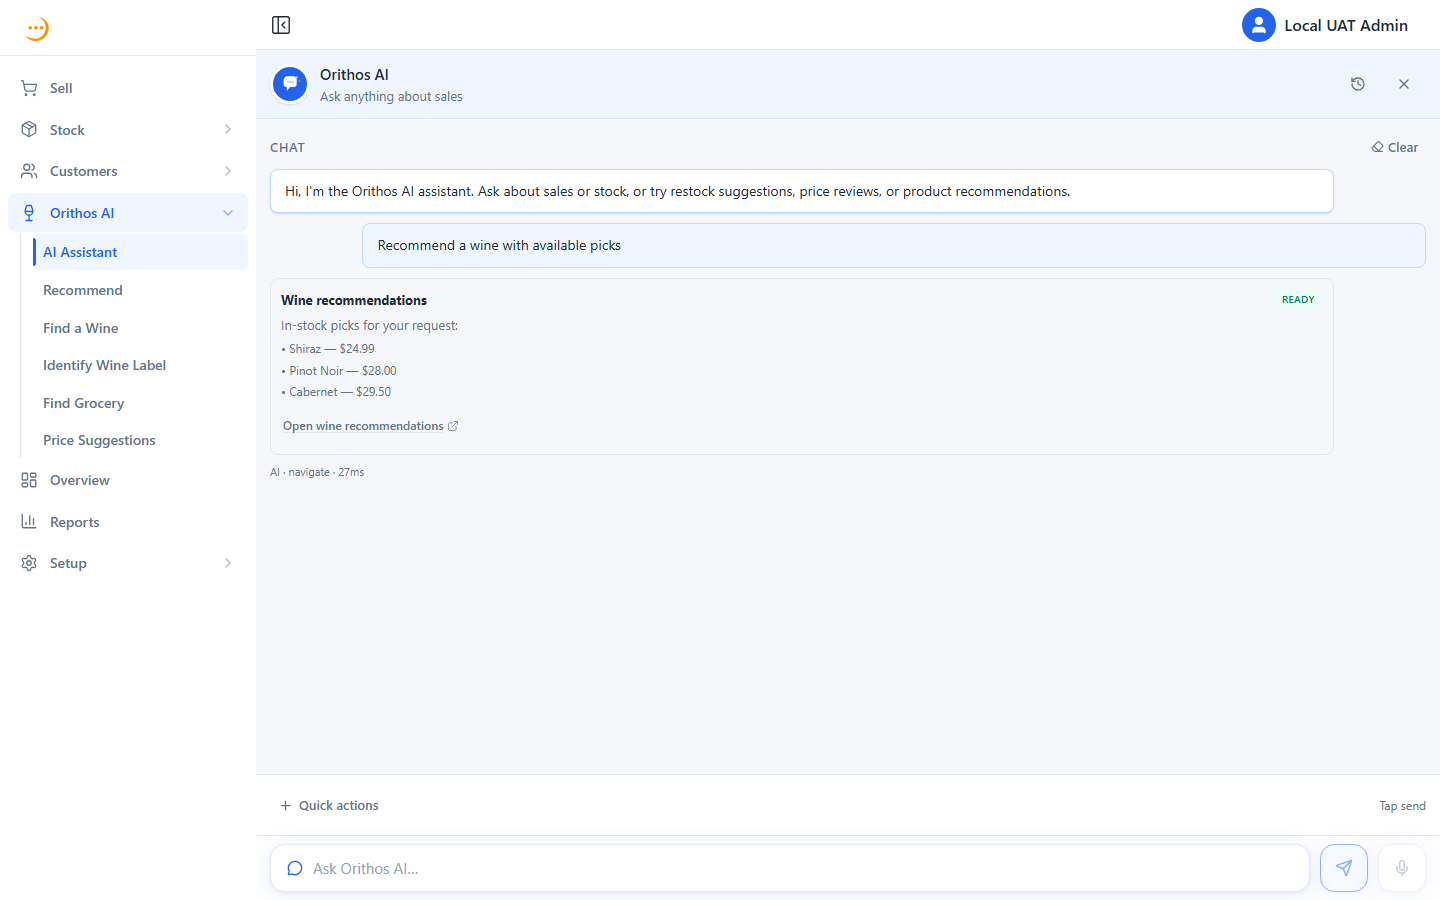 Local UAT Admin
Sell
Stock
Customers
Orithos AI
AI Assistant
Recommend
Find a Wine
Identify Wine Label
Find Grocery
Price Suggestions
Overview
Reports
Setup
Orithos AI
Ask anything about sales
CHAT
Clear
Hi, I'm the Orithos AI assistant. Ask about sales or stock, or try restock suggestions, price reviews, or product recommendations.
Recommend a wine with available picks
Wine recommendations
READY
In-stock picks for your request:
• Shiraz — $24.99
• Pinot Noir — $28.00
• Cabernet — $29.50
Open wine recommendations
AI · navigate · 27ms
Quick actions
Tap send
Ask Orithos AI...